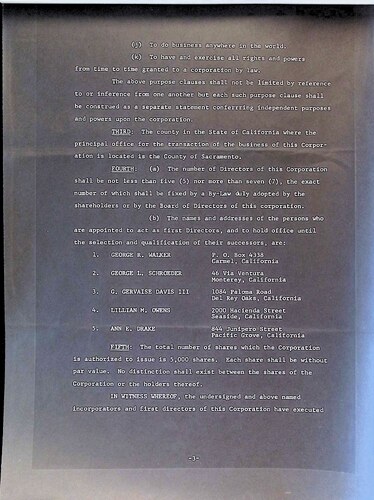 (j) To do business anywhere in the world.
(k) To have and exercise all rights and powers
from time to time granted to a corporation by law.
The above purpose clauses shall not be limited by reference
to or inference from one another but each such purpose clause shall
be construed as a separate statement conferring independent purposes
and powers upon the corporation.
THIRD: The county in the State of California where the
principal office for the transaction of the business of this Corpor-
ation is located is the County of Sacramento.
FOURTH: (a) The number of Directors of this Corporation
shall be not less than five (5) nor more than seven (7), the exact
number of which shall be fixed by a By-Law duly adopted by the
shareholders or by the Board of Directors of this corporation.
(b) The names and addresses of the persons who
are appointed to act as first Directors, and to hold office until
the selection and qualification of their successors, are:
1. GEORGE R. WALKER P. O. Box 4338
Carmel, California
2. GEORGE L. SCHROEDER 46 Via Ventura
Monterey, California
3. G. GERVAISE DAVIS III 1084 Paloma Road
Del Rey Oaks, California
4. LILLIAN M. OWENS 2000 Hacienda Street
Seaside, California
5. ANN E. DRAKE 844 Junipero Street
Pacific Grove, California
FIFTH: The total number of shares which the Corporation
is authorized to issue is 5,000 shares. Each share shall be without
par value. No distinction shall exist between the shares of the
Corporation or the holders thereof.
IN WITNESS WHEREOF, the undersigned and above named
incorporators and first directors of this Corporation have executed
-3-